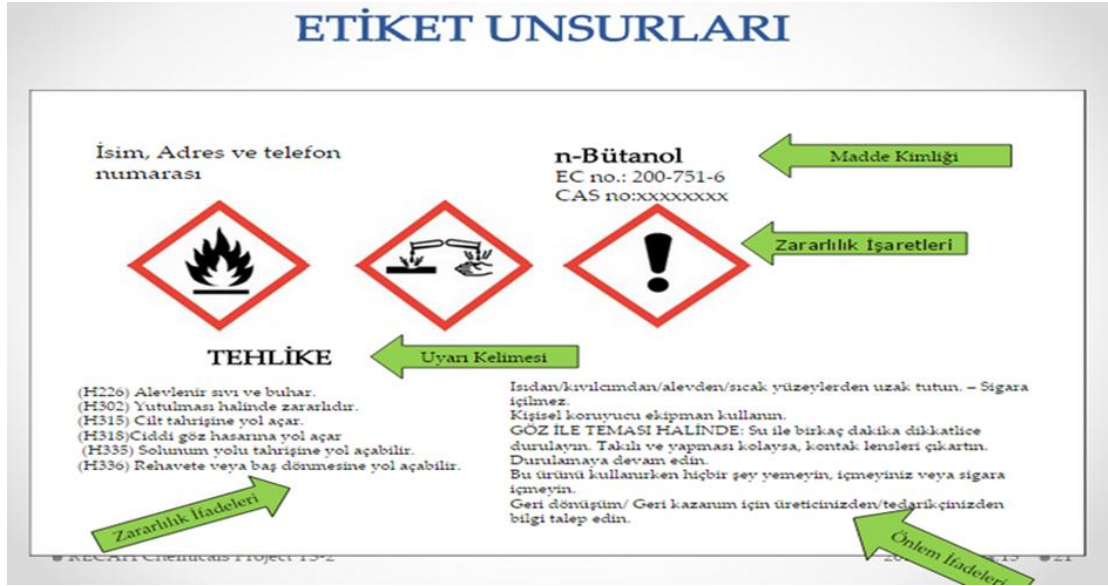 ETİKET UNSURLARI
İsim, Adres ve telefon
numarası
n-Bütanol
EC no.: 200-751-6
CAS no:xxxxxxxx
Madde Kimliği
Zararlılık İşaretleri
TEHLİKE
Uyarı Kelimesi
(H226) Alevlenir sıvı ve buhar.
(H302) Yutulması halinde zararlıdır.
(H315) Cilt tahrişine yol açar.
(H318)Ciddi göz hasarına yol açar
(H335) Solunum yolu tahrişine yol açabilir.
(H336) Rehavete veya baş dönmesine yol açabilir.
Zararlılık İfadeleri
Isıdan/kıvılcımdan/alevden/sıcak yüzeylerden uzak tutun. – Sigara
içilmez.
Kişisel koruyucu ekipman kullanın.
GÖZ İLE TEMASI HALİNDE: Su ile birkaç dakika dikkatlice
durulayın. Takılı ve yapması kolaysa, kontak lensleri çıkartın.
Durulamaya devam edin.
Bu ürünü kullanırken hiçbir şey yemeyin, içmeyiniz veya sigara
içmeyin.
Geri dönüşüm/ Geri kazanım için üreticinizden/tedarikçinizden
bilgi talep edin.
Önlem İfadeleri
21